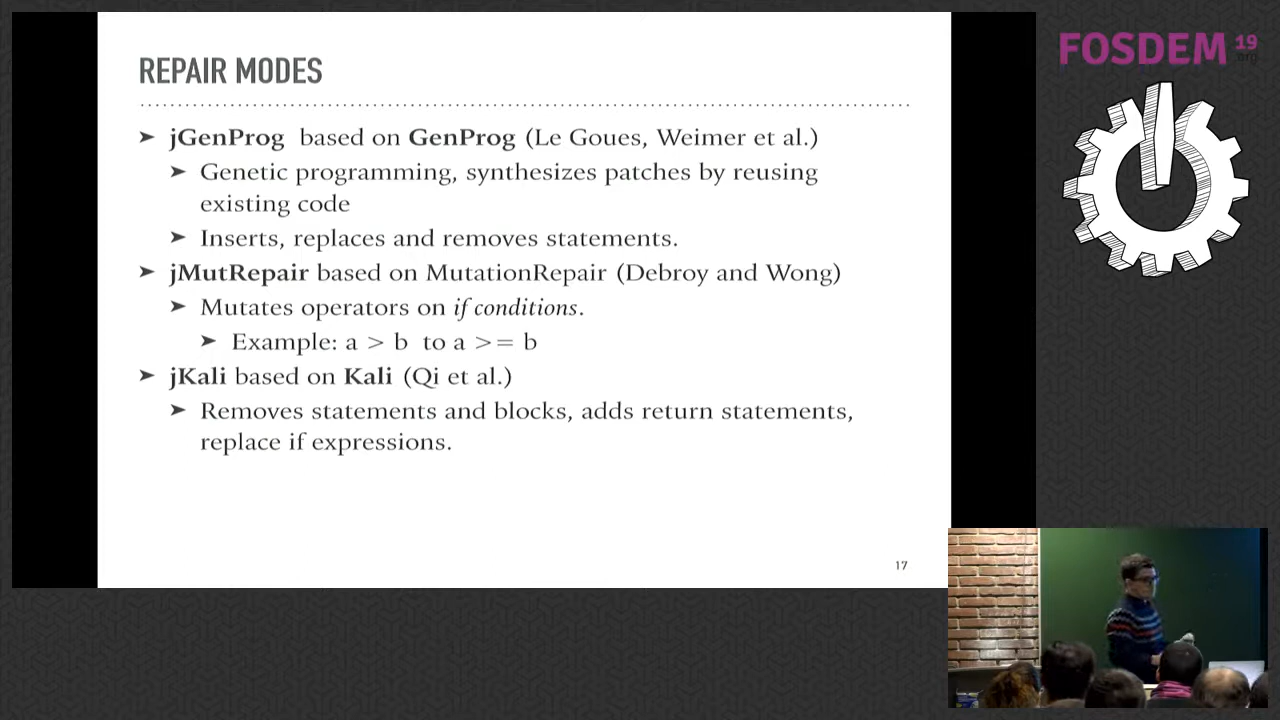 REPAIR MODES
➤ jGenProg based on GenProg (Le Goues, Weimer et al.)
➤ Genetic programming, synthesizes patches by reusing
existing code
➤ Inserts, replaces and removes statements.
➤ jMutRepair based on MutationRepair (Debroy and Wong)
➤ Mutates operators on if conditions.
➤ Example: a > b to a >= b
➤ jKali based on Kali (Qi et al.)
➤ Removes statements and blocks, adds return statements,
replace if expressions.
17
FOSDEM 19
.org